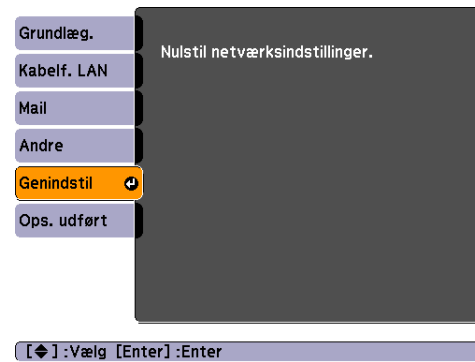 Grundlæg.
Kabelf. LAN
Mail
Andre
Genindstil
Ops. udført
Nulstil netværksindstillinger.
[◆] :Vælg [Enter] :Enter